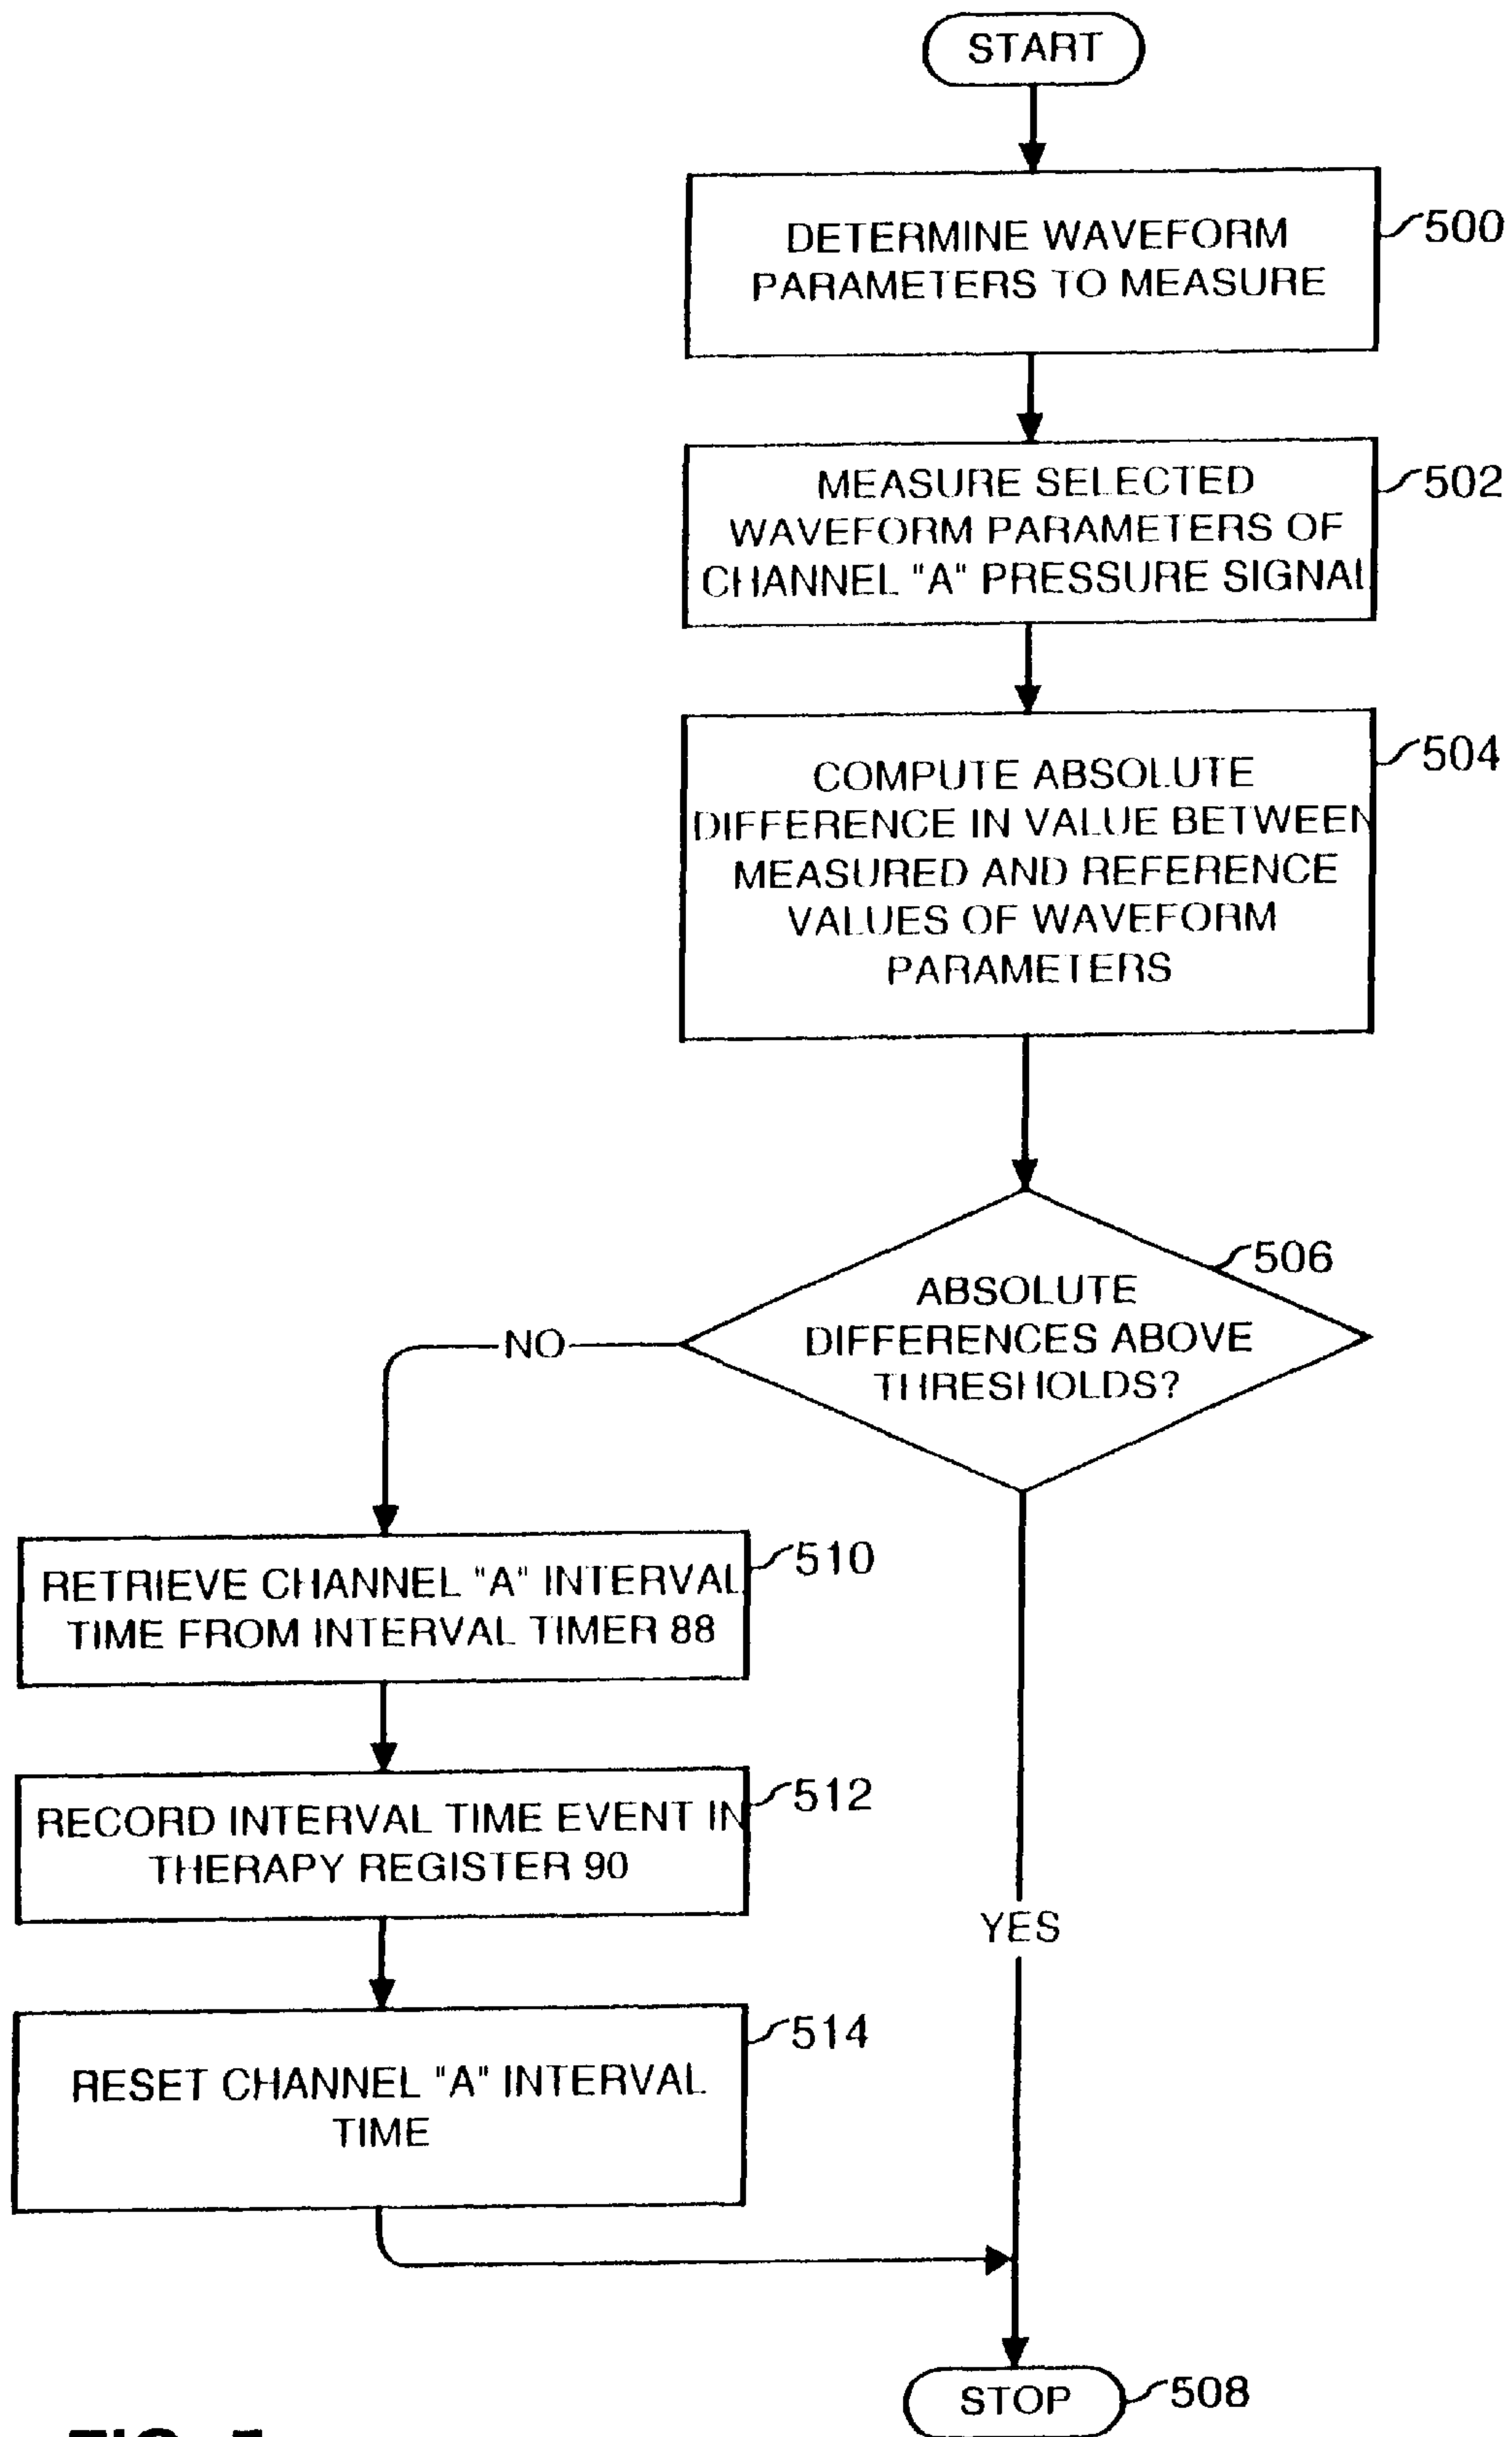 START
DETERMINE WAVEFORM
PARAMETERS TO MEASURE
500
MEASURE SELECTED
WAVEFORM PARAMETERS OF
CHANNEL "A" PRESSURE SIGNAL
502
COMPUTE ABSOLUTE
DIFFERENCE IN VALUE BETWEEN
MEASURED AND REFERENCE
VALUES OF WAVEFORM
PARAMETERS
504
ABSOLUTE
DIFFERENCES ABOVE
THRESHOLDS?
506
NO
RETRIEVE CHANNEL "A" INTERVAL
TIME FROM INTERVAL TIMER 88
510
RECORD INTERVAL TIME EVENT IN
THERAPY REGISTER 90
512
YES
RESET CHANNEL "A" INTERVAL
TIME
514
STOP
508